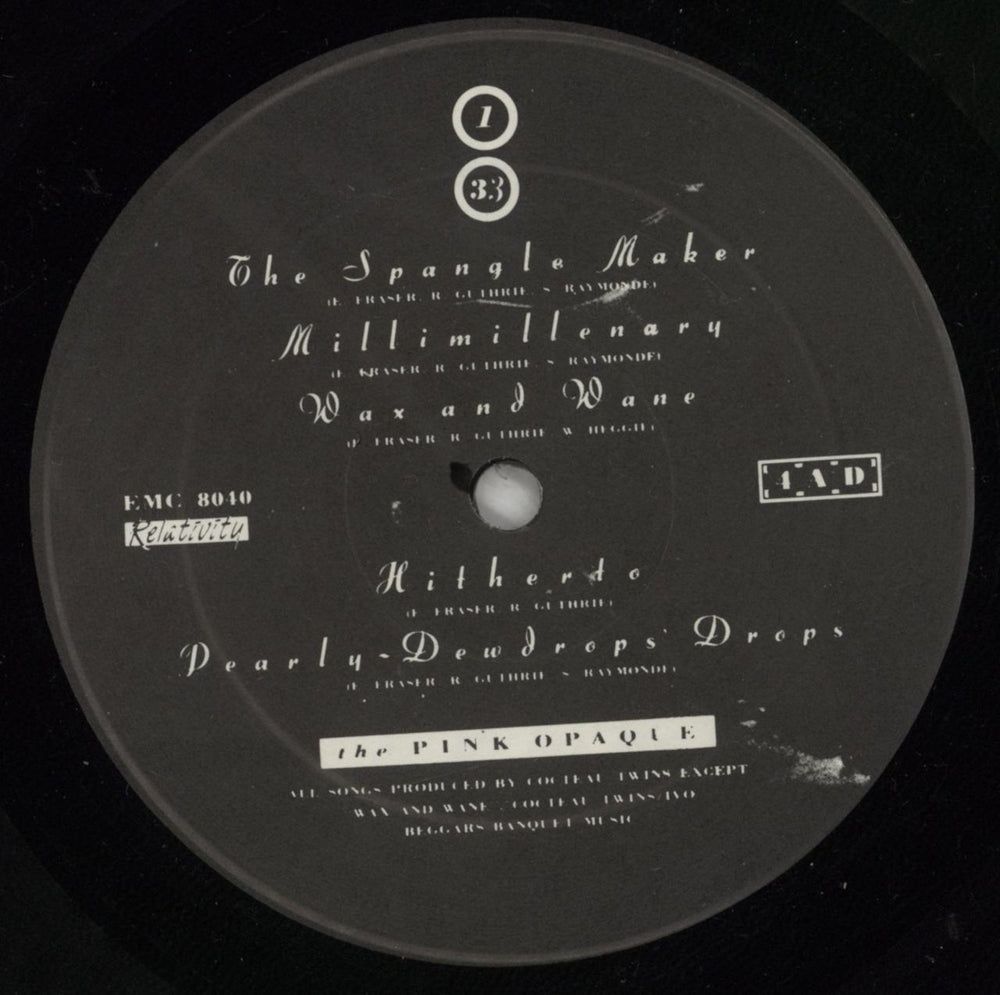 1
33
The Spangle Maker
(E. FRASER, R. GUTHRIE, S. RAYMONDE)
Millimillenary
(E. FRASER, R. GUTHRIE, S. RAYMONDE)
Wax and Wane
(E. FRASER, R. GUTHRIE, W. HEGGIE)
EMC 8040
Relativity
4AD
Hitherto
(E. FRASER, R. GUTHRIE)
Pearly-Dewdrops' Drops
(E. FRASER, R. GUTHRIE, S. RAYMONDE)
the PINK OPAQUE
ALL SONGS PRODUCED BY COCTEAU TWINS EXCEPT
WAX AND WANE - COCTEAU TWINS/IVO
BEGGARS BANQUET MUSIC